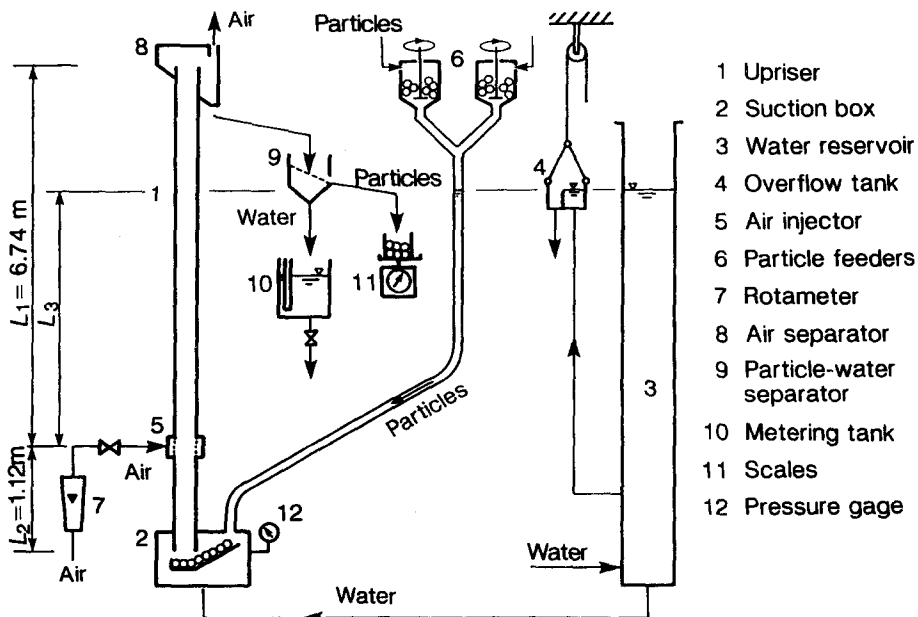 Air
8
Particles
6
1 Upriser
2 Suction box
3 Water reservoir
4 Overflow tank
5 Air injector
6 Particle feeders
7 Rotameter
8 Air separator
9 Particle-water
separator
10 Metering tank
11 Scales
12 Pressure gage
9
4
Particles
1
Water
L1 = 6.74 m
L3
10
11
3
Particles
5
Air
L2=1.12m
7
12
2
Air
Water
Water